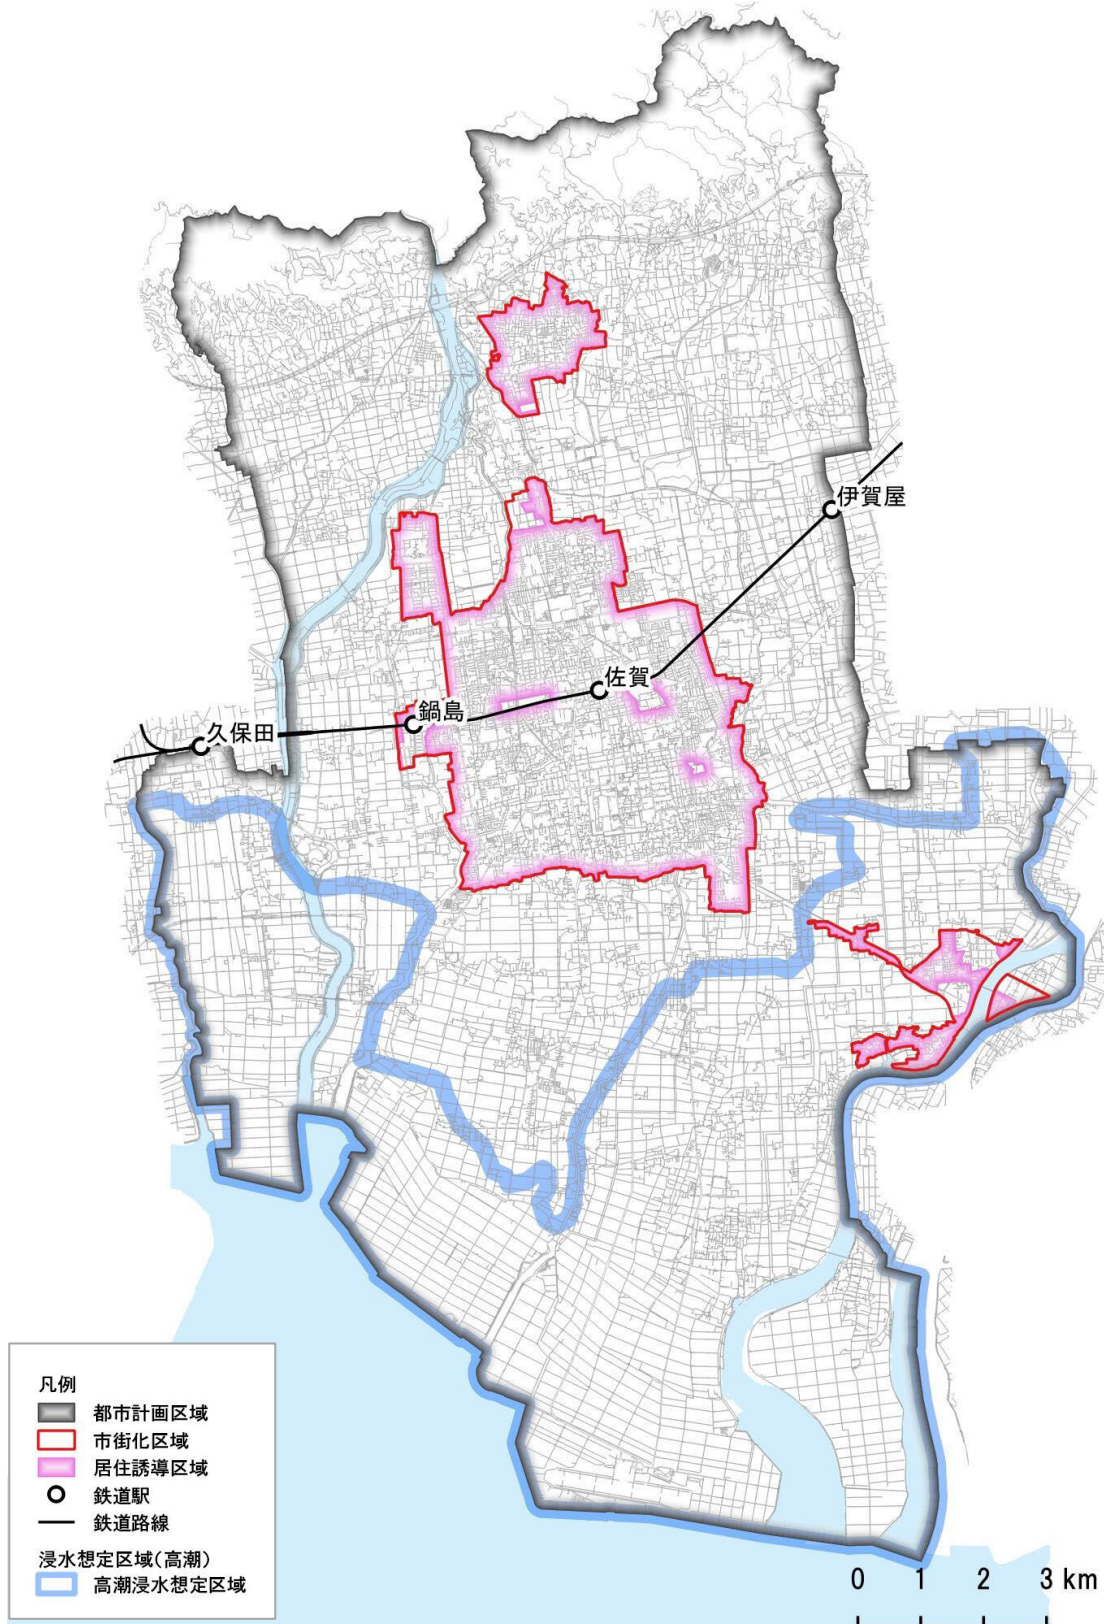 伊賀屋
佐賀
鍋島
久保田
凡例
都市計画区域
市街化区域
居住誘導区域
鉄道駅
鉄道路線
浸水想定区域(高潮)
高潮浸水想定区域
0 1 2 3 km